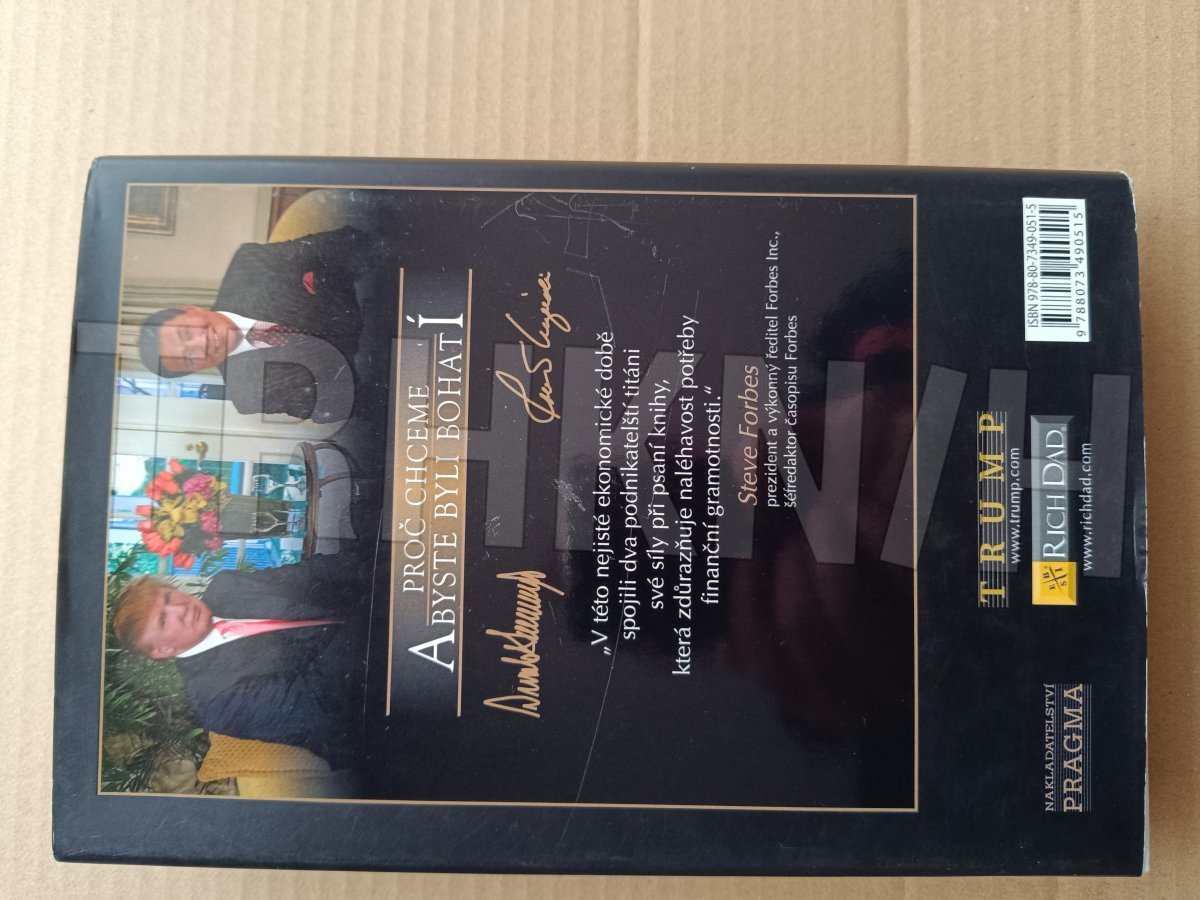 PROČ CHCEME
ABYSTE BYLI BOHATÍ
„V této nejisté ekonomické době
spojili dva podnikatelští titáni
své síly při psaní knihy,
která zdůrazňuje naléhavost potřeby
finanční gramotnosti.“
Steve Forbes
prezident a výkonný ředitel Forbes Inc.,
šéfredaktor časopisu Forbes
NAKLADATELSTVÍ
PRAGMA
TRUMP
www.trump.com
RICH DAD®
www.richdad.com
ISBN 978-80-7349-051-5
9 788073 490515